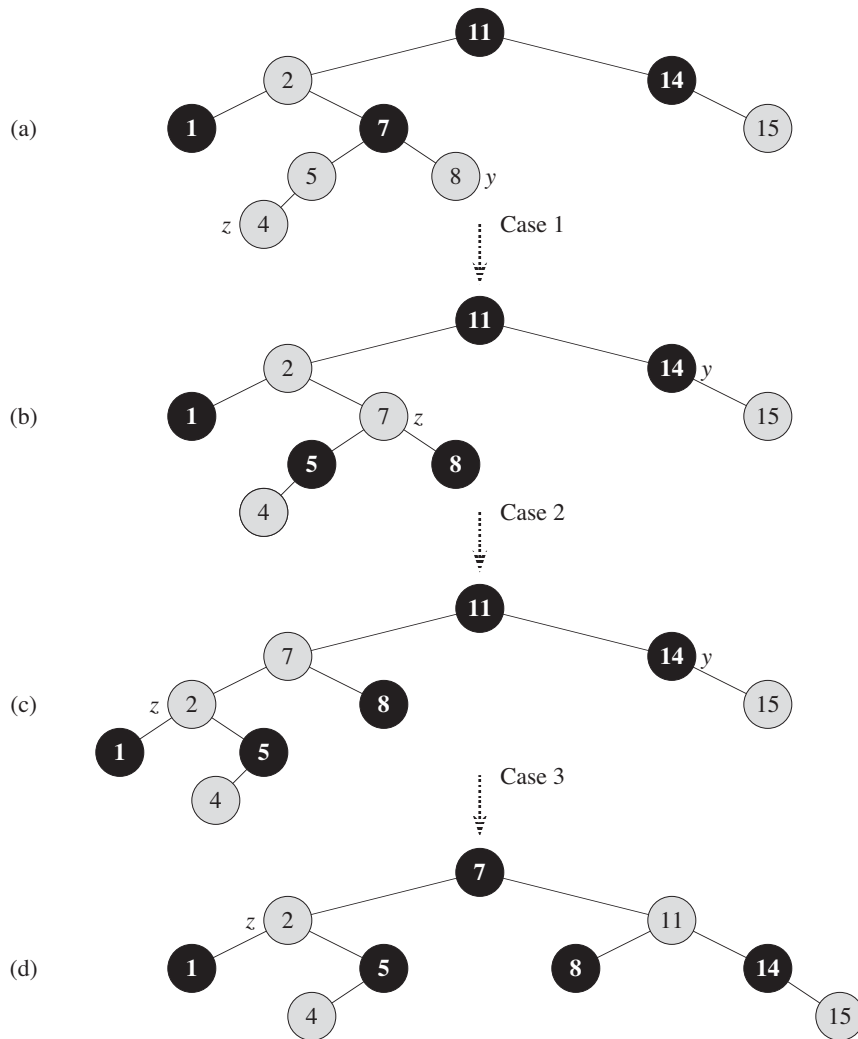 11
2 14
(a) 1 7 15
5 8 y
z 4
Case 1
11
2 14 y
(b) 1 7 z 15
5 8
4
Case 2
11
7 14 y
(c) z 2 8 15
1 5
4
Case 3
7
z 2 11
(d) 1 5 8 14
4 15